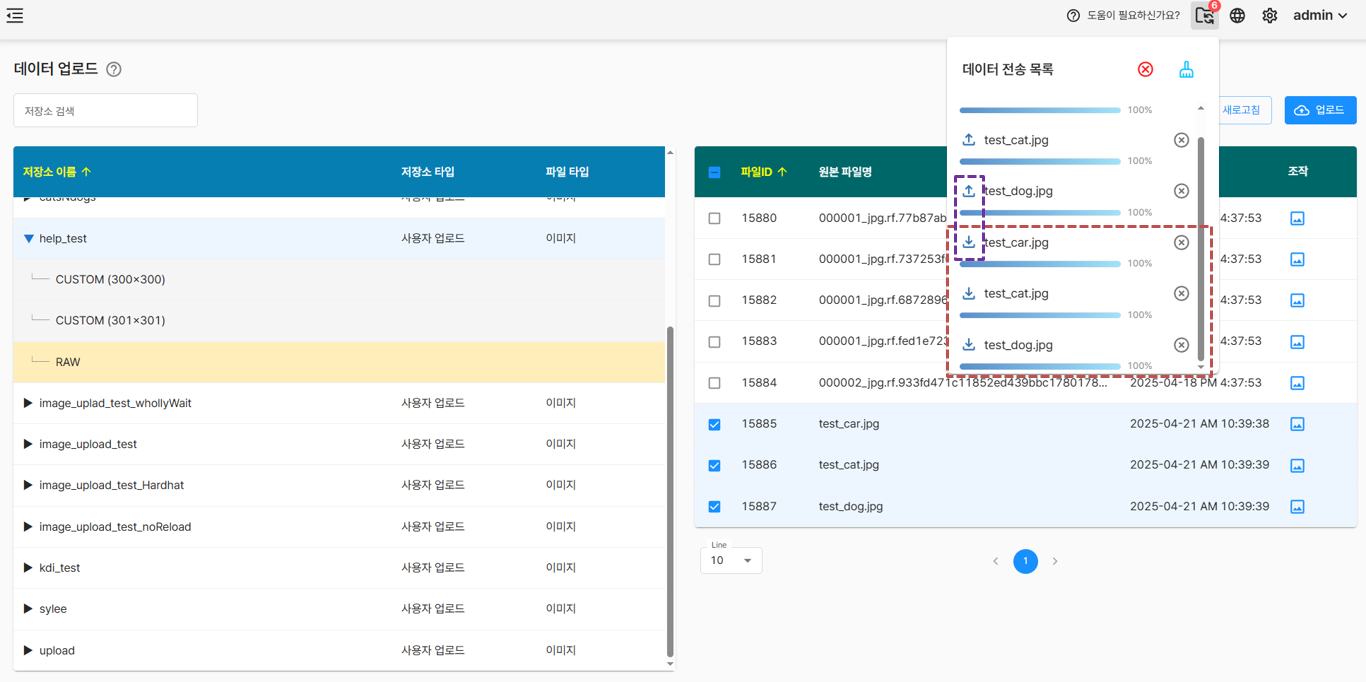 도움이 필요하신가요?
6
admin
데이터 업로드
저장소 검색
데이터 전송 목록
새로고침
업로드
100%
test_cat.jpg
100%
test_dog.jpg
100%
test_car.jpg
100%
test_cat.jpg
100%
test_dog.jpg
100%
저장소 이름
저장소 타입
파일 타입
catsNdogs
help_test
사용자 업로드
이미지
CUSTOM (300×300)
CUSTOM (301×301)
RAW
image_uplad_test_whollyWait
사용자 업로드
이미지
image_upload_test
사용자 업로드
이미지
image_upload_test_Hardhat
사용자 업로드
이미지
image_upload_test_noReload
사용자 업로드
이미지
kdi_test
사용자 업로드
이미지
sylee
사용자 업로드
이미지
upload
사용자 업로드
이미지
파일ID
원본 파일명
조작
15880
000001_jpg.rf.77b87ab
4:37:53
15881
000001_jpg.rf.737253f
4:37:53
15882
000001_jpg.rf.6872896
4:37:53
15883
000001_jpg.rf.fed1e723
4:37:53
15884
000002_jpg.rf.933fd471c11852ed439bbc1780178...
2025-04-18 PM 4:37:53
15885
test_car.jpg
2025-04-21 AM 10:39:38
15886
test_cat.jpg
2025-04-21 AM 10:39:39
15887
test_dog.jpg
2025-04-21 AM 10:39:39
Line
10
1